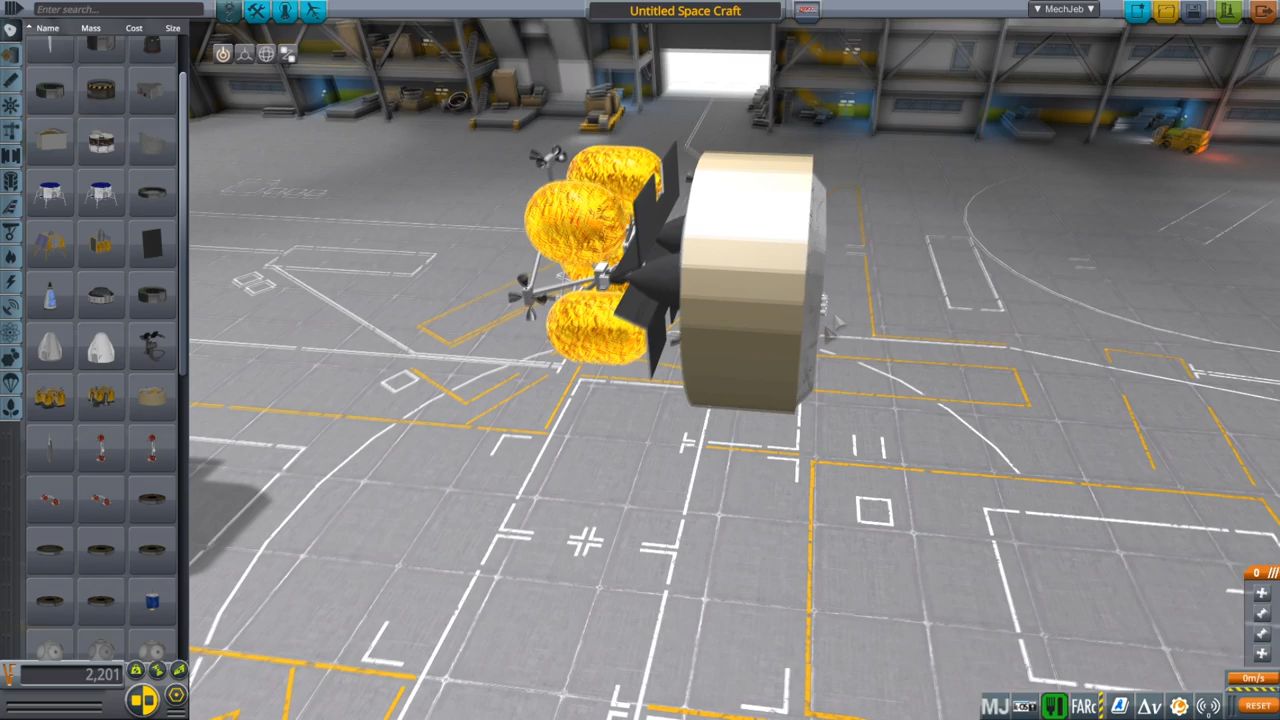 Enter search...
Untitled Space Craft
▼ MechJeb ▼
Name Mass Cost Size
2,201
0
0m/s
MJ
FARc
Δv
RESET